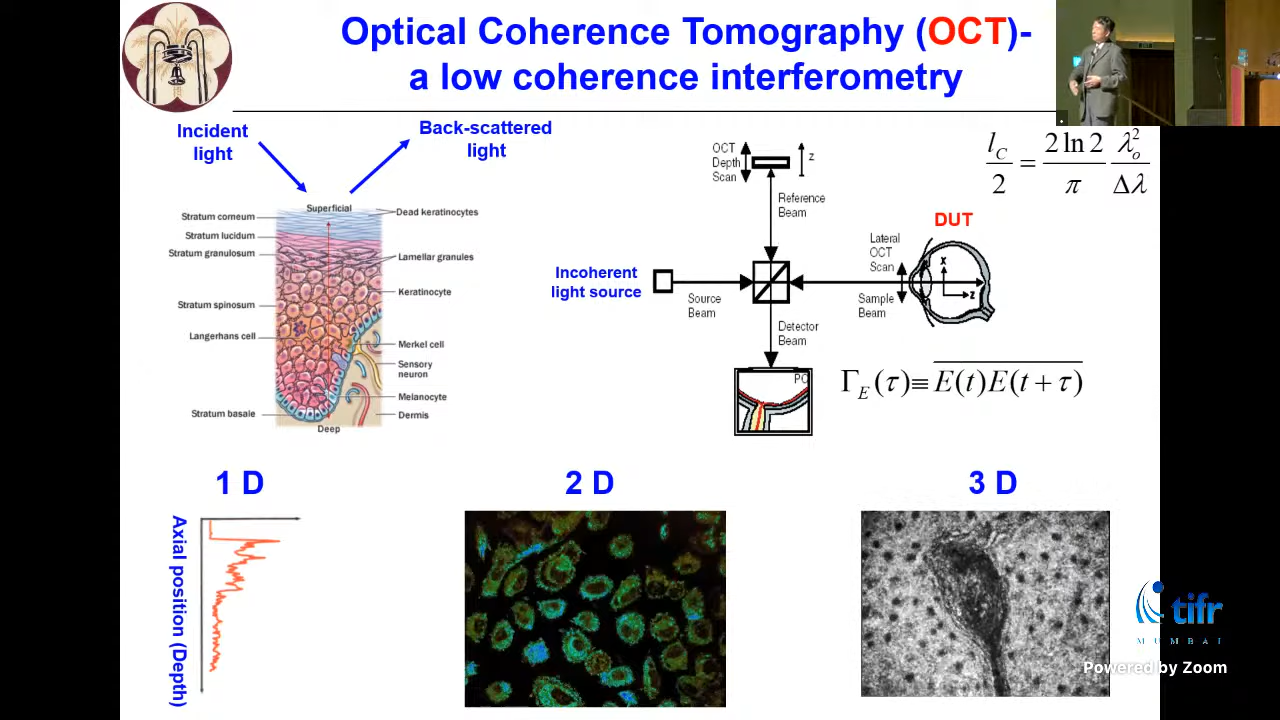 Optical Coherence Tomography (OCT)-
a low coherence interferometry
Incident
light
Back-scattered
light
Superficial
Stratum corneum
Stratum lucidum
Stratum granulosum
Stratum spinosum
Langerhans cell
Stratum basale
Dead keratinocytes
Lamellar granules
Keratinocyte
Merkel cell
Sensory
neuron
Melanocyte
Dermis
Deep
OCT
Depth
Scan
z
Reference
Beam
Incoherent
light source
Source
Beam
Lateral
OCT
Scan
Sample
Beam
DUT
x
z
Detector
Beam
PC
l_C/2 = 2 ln 2/π λ_o^2/Δλ
Γ_E(τ)≡ E(t)E(t + τ)
1 D
2 D
3 D
Axial position (Depth)
tifr
MUMBAI
Powered by Zoom